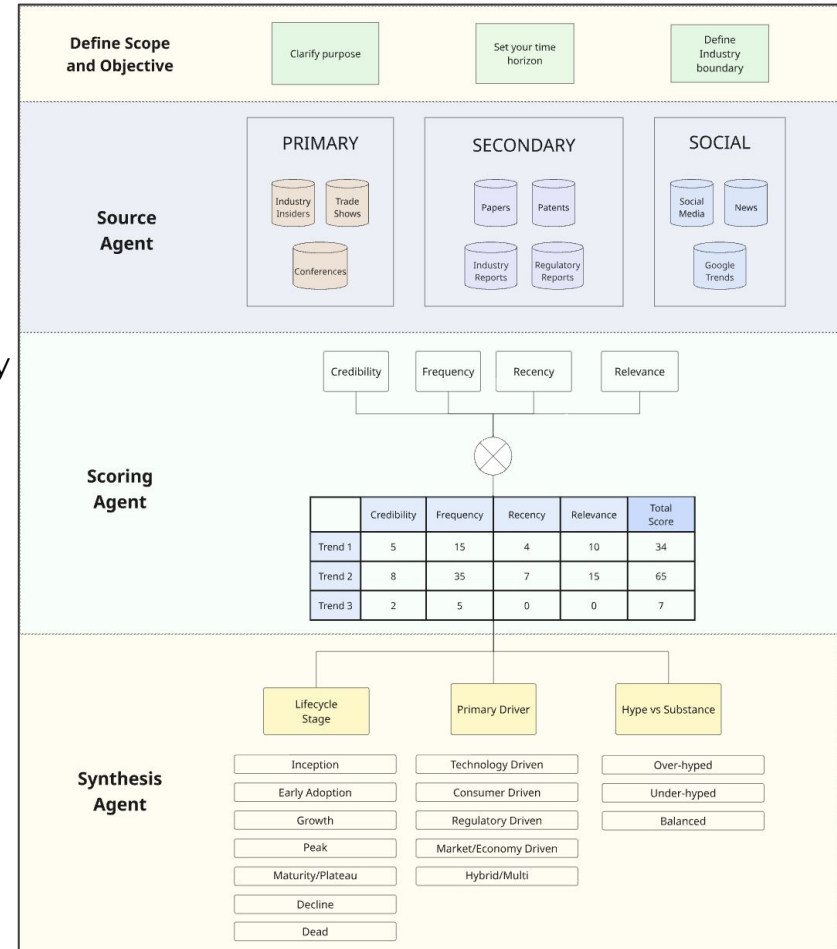 Define Scope
and Objective
Clarify purpose
Set your time
horizon
Define
Industry
boundary
Source
Agent
PRIMARY
Industry
Insiders
Trade
Shows
Conferences
SECONDARY
Papers
Patents
Industry
Reports
Regulatory
Reports
SOCIAL
Social
Media
News
Google
Trends
y
Scoring
Agent
Credibility
Frequency
Recency
Relevance
Credibility Frequency Recency Relevance Total
Score
Trend 1 5 15 4 10 34
Trend 2 8 35 7 15 65
Trend 3 2 5 0 0 7
Synthesis
Agent
Lifecycle
Stage
Inception
Early Adoption
Growth
Peak
Maturity/Plateau
Decline
Dead
Primary Driver
Technology Driven
Consumer Driven
Regulatory Driven
Market/Economy Driven
Hybrid/Multi
Hype vs Substance
Over-hyped
Under-hyped
Balanced